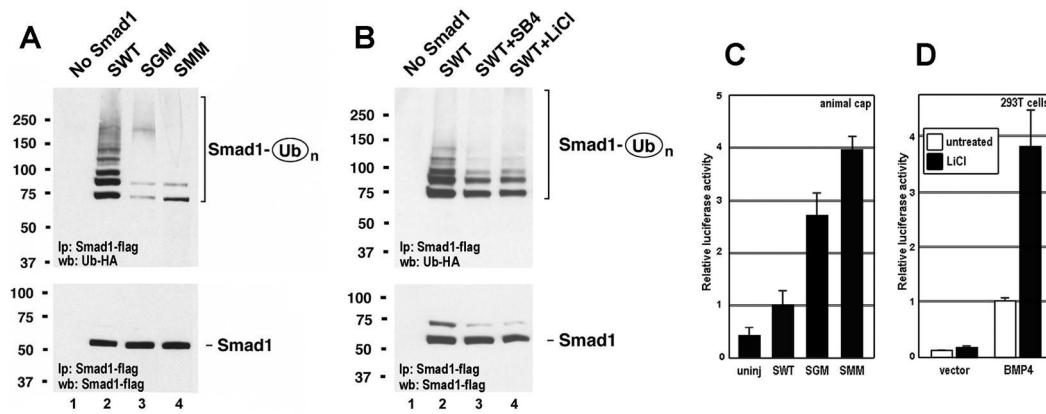 A
No Smad1
SWT
SGM
SMM
250
150
100
75
50
37
Smad1-Ub n
Ip: Smad1-flag
wb: Ub-HA
100
75
50
37
Smad1
Ip: Smad1-flag
wb: Smad1-flag
1 2 3 4
B
No Smad1
SWT
SWT+SB4
SWT+LiCl
250
150
100
75
50
37
Smad1-Ub n
Ip: Smad1-flag
wb: Ub-HA
100
75
50
37
Smad1
Ip: Smad1-flag
wb: Smad1-flag
1 2 3 4
C
animal cap
Relative luciferase activity
5
4
3
2
1
0
uninj SWT SGM SMM
D
293T cells
untreated
LiCl
Relative luciferase activity
4
3
2
1
0
vector BMP4